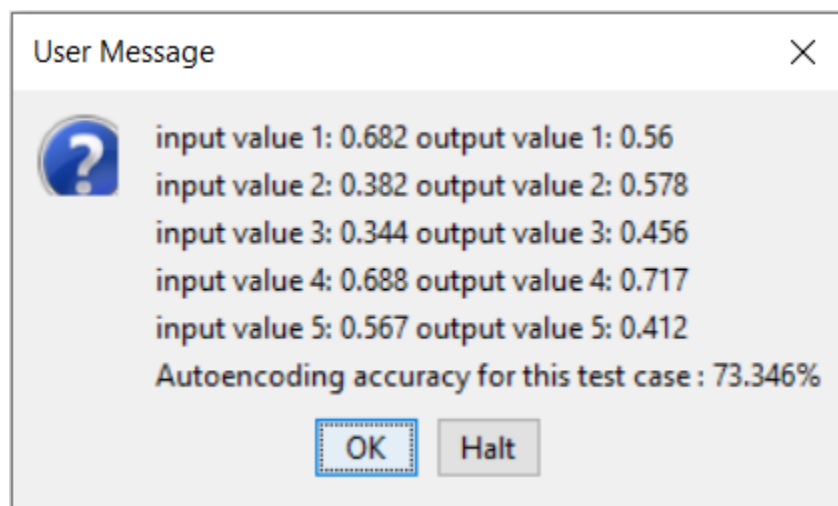 User Message
input value 1: 0.682 output value 1: 0.56
input value 2: 0.382 output value 2: 0.578
input value 3: 0.344 output value 3: 0.456
input value 4: 0.688 output value 4: 0.717
input value 5: 0.567 output value 5: 0.412
Autoencoding accuracy for this test case : 73.346%
OK Halt